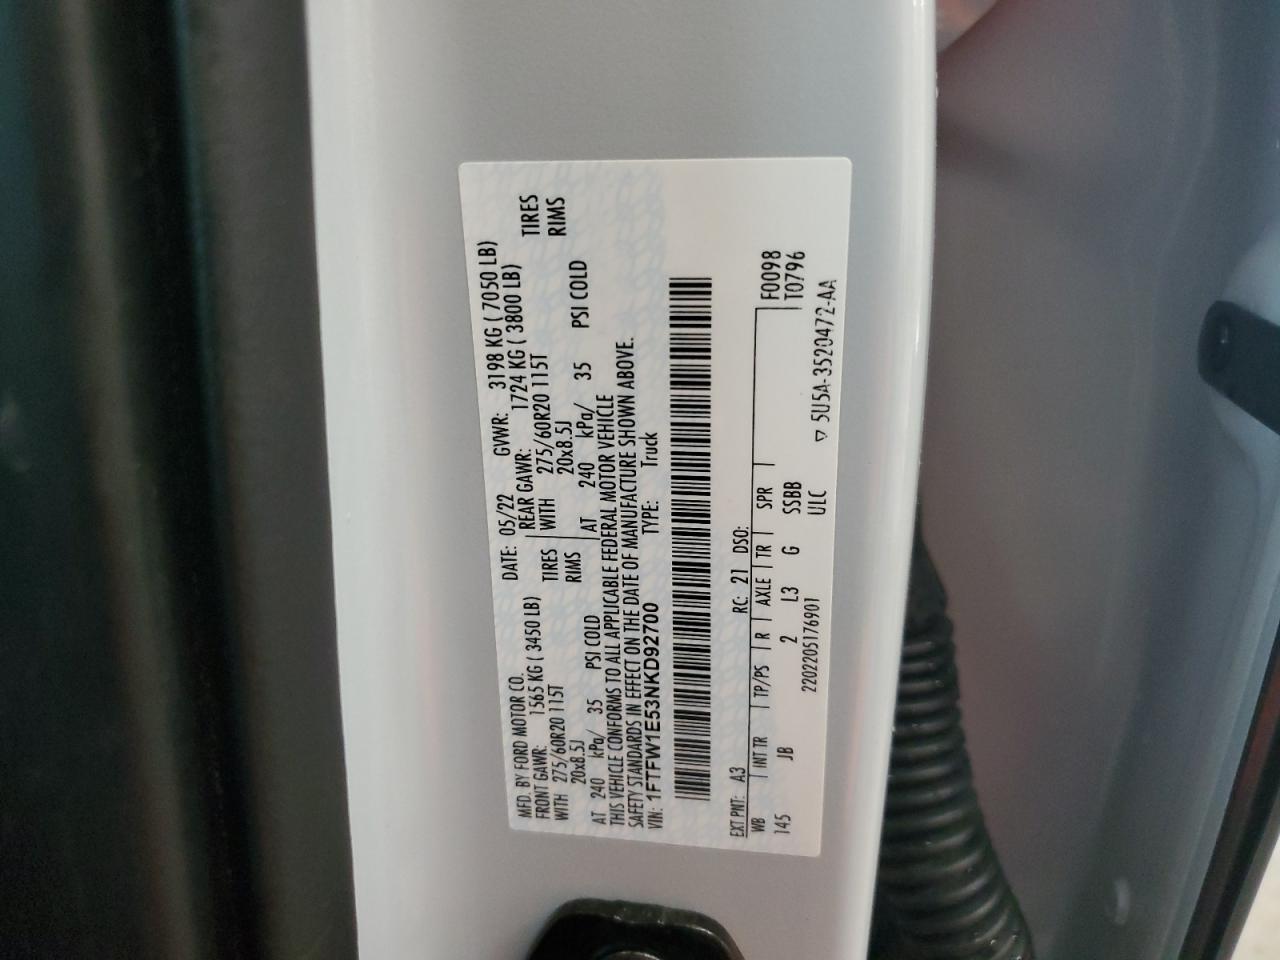 MFD. BY FORD MOTOR CO. DATE: 05/22 GVWR: 3198 KG ( 7050 LB)
FRONT GAWR: 1565 KG ( 3450 LB) REAR GAWR: 1724 KG ( 3800 LB)
WITH 275/60R20 115T TIRES WITH 275/60R20 115T TIRES
20x8.5J RIMS 20x8.5J RIMS
AT 240 kPa/ 35 PSI COLD AT 240 kPa/ 35 PSI COLD
THIS VEHICLE CONFORMS TO ALL APPLICABLE FEDERAL MOTOR VEHICLE
SAFETY STANDARDS IN EFFECT ON THE DATE OF MANUFACTURE SHOWN ABOVE.
VIN: 1FTFW1E53NKD92700 TYPE: Truck
EXT PNT: A3 RC: 21 DSO:
WB INT TR TP/PS R AXLE TR SPR F0098
145 JB 2 L3 G SSBB T0796
2202205176901 ULC
▽ 5U5A-3520472-AA